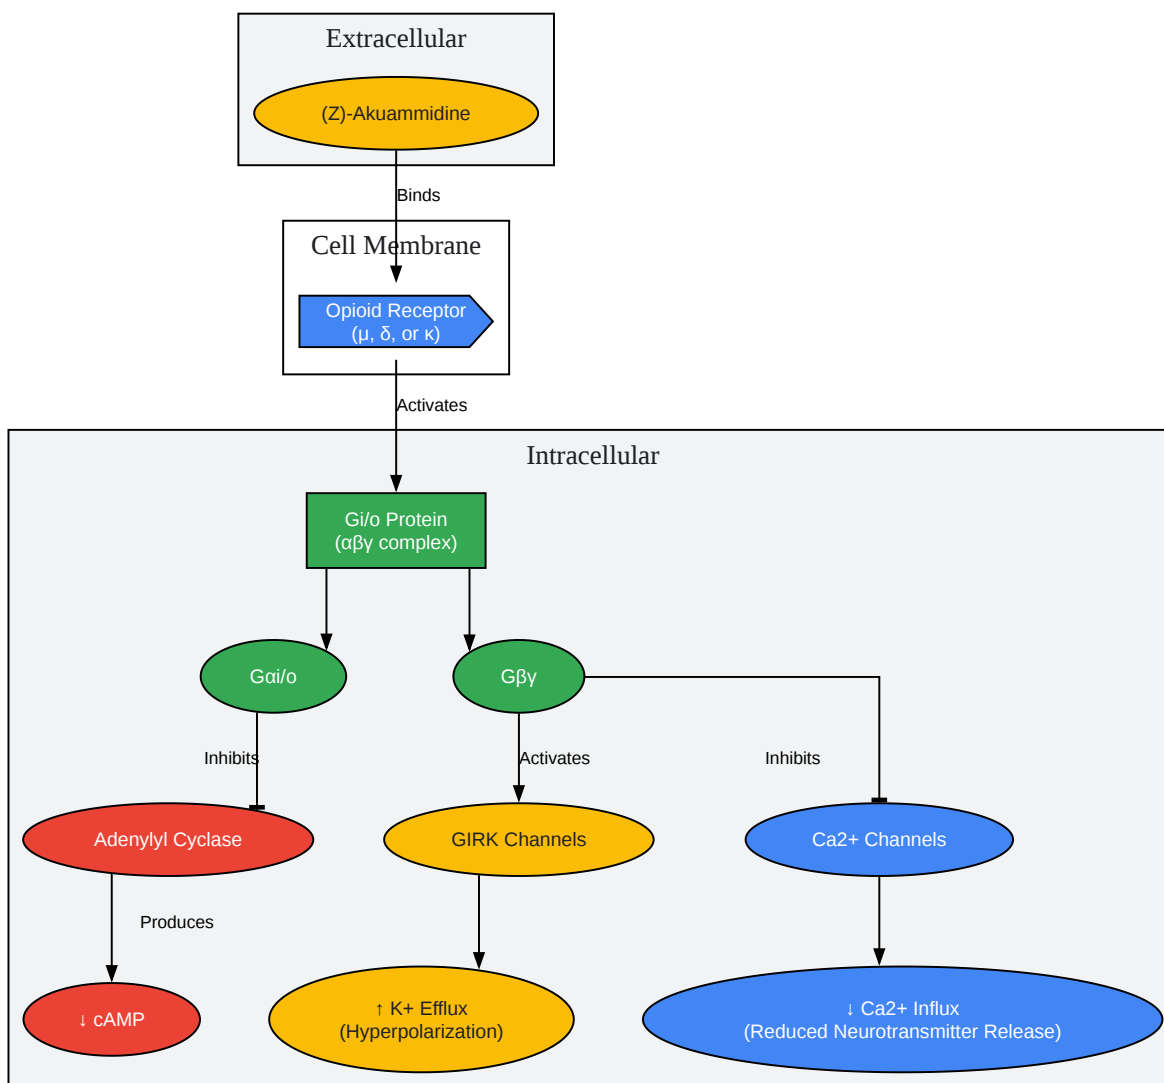 Extracellular
(Z)-Akuammidine
Binds
Cell Membrane
Opioid Receptor
(μ, δ, or κ)
Activates
Intracellular
Gi/o Protein
(αβγ complex)
Gαi/o
Gβγ
Inhibits
Activates
Inhibits
Adenylyl Cyclase
GIRK Channels
Ca2+ Channels
Produces
↓ cAMP
↑ K+ Efflux
(Hyperpolarization)
↓ Ca2+ Influx
(Reduced Neurotransmitter Release)